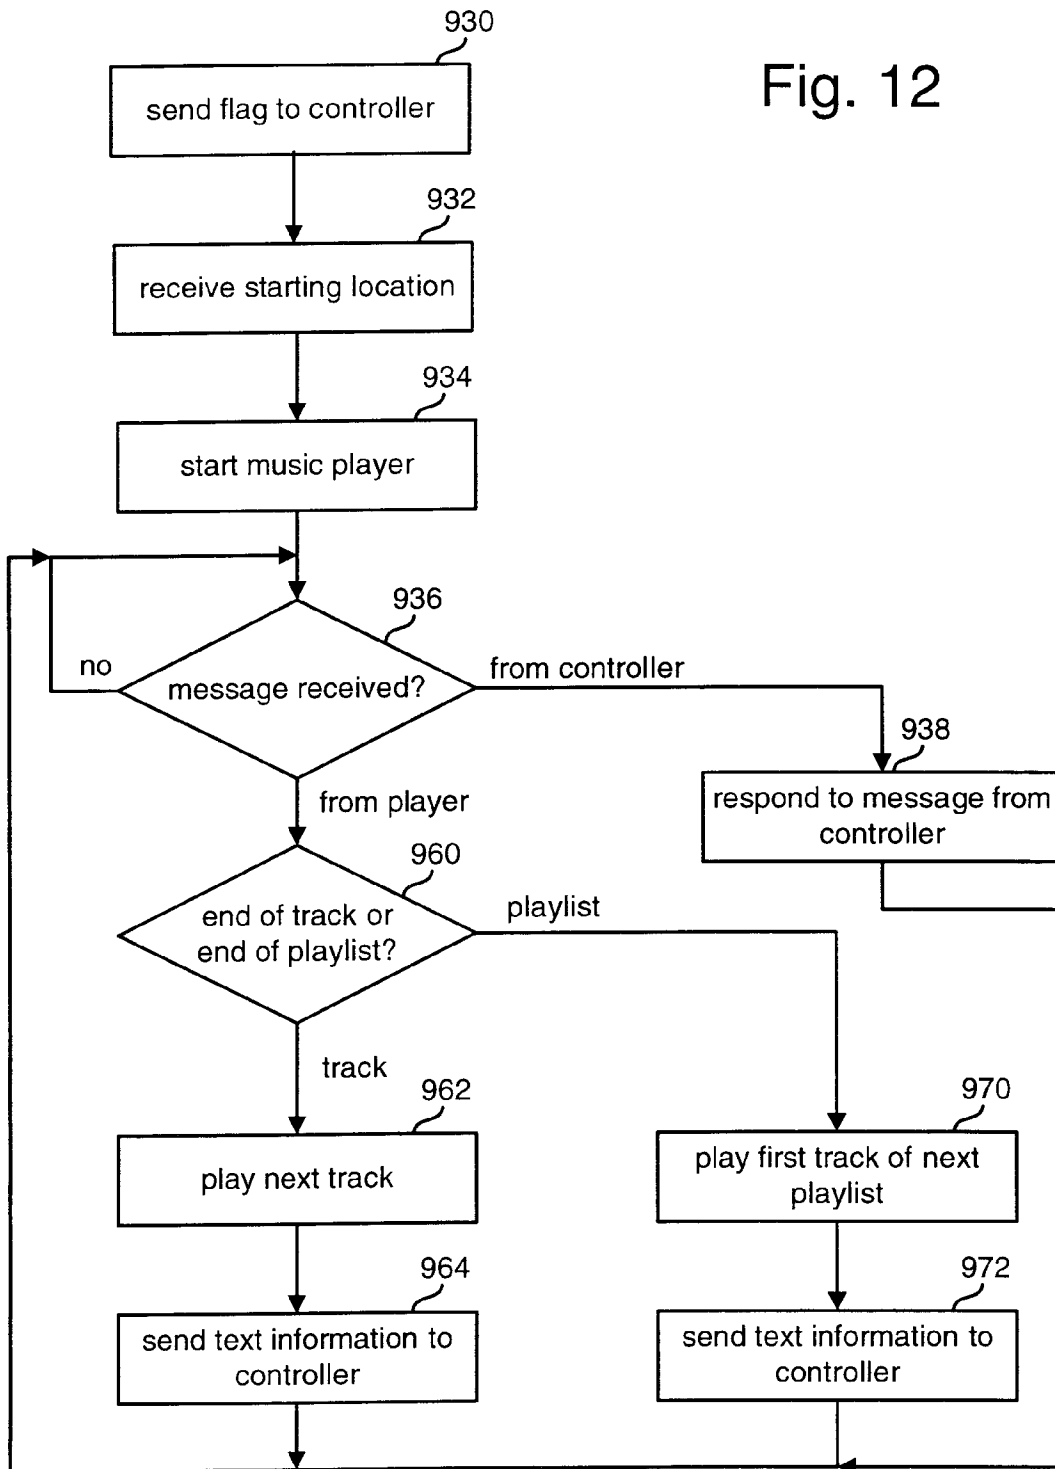 930
Fig. 12
send flag to controller
932
receive starting location
934
start music player
936
no
message received?
from controller
938
from player
respond to message from
controller
960
end of track or
end of playlist?
playlist
track
962
970
play next track
play first track of next
playlist
964
972
send text information to
controller
send text information to
controller